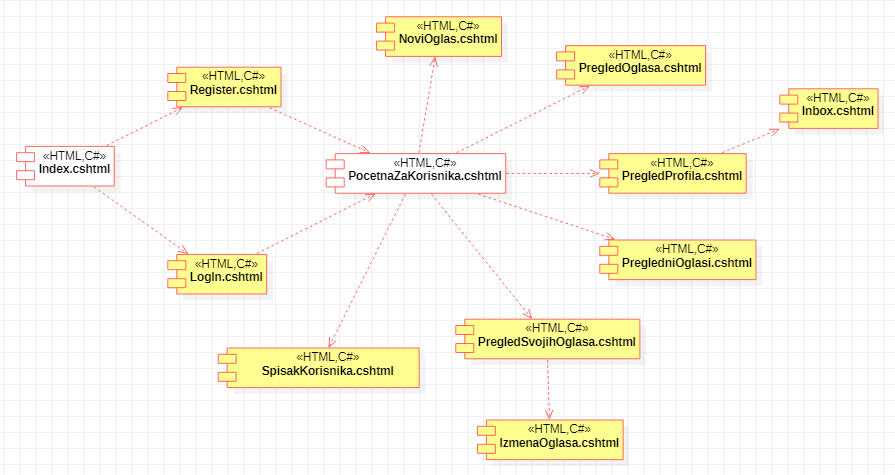 «HTML,C#»
NoviOglas.cshtml
«HTML,C#»
PregledOglasa.cshtml
«HTML,C#»
Register.cshtml
«HTML,C#»
Inbox.cshtml
«HTML,C#»
Index.cshtml
«HTML,C#»
PocetnaZaKorisnika.cshtml
«HTML,C#»
PregledProfila.cshtml
«HTML,C#»
LogIn.cshtml
«HTML,C#»
PregledniOglasi.cshtml
«HTML,C#»
PregledSvojihOglasa.cshtml
«HTML,C#»
SpisakKorisnika.cshtml
«HTML,C#»
IzmenaOglasa.cshtml